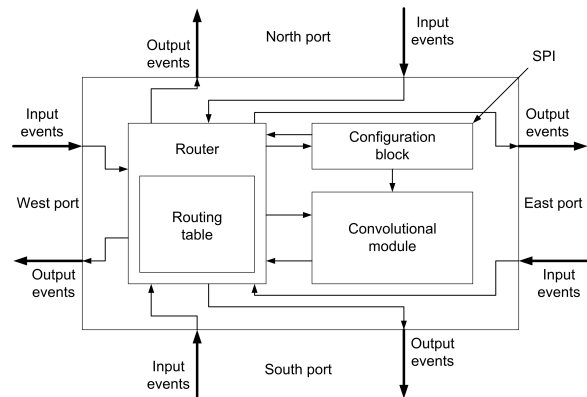 Output
events
North port
Input
events
SPI
Input
events
Output
events
Router
Configuration
block
West port
Routing
table
Convolutional
module
East port
Output
events
Input
events
Input
events
South port
Output
events